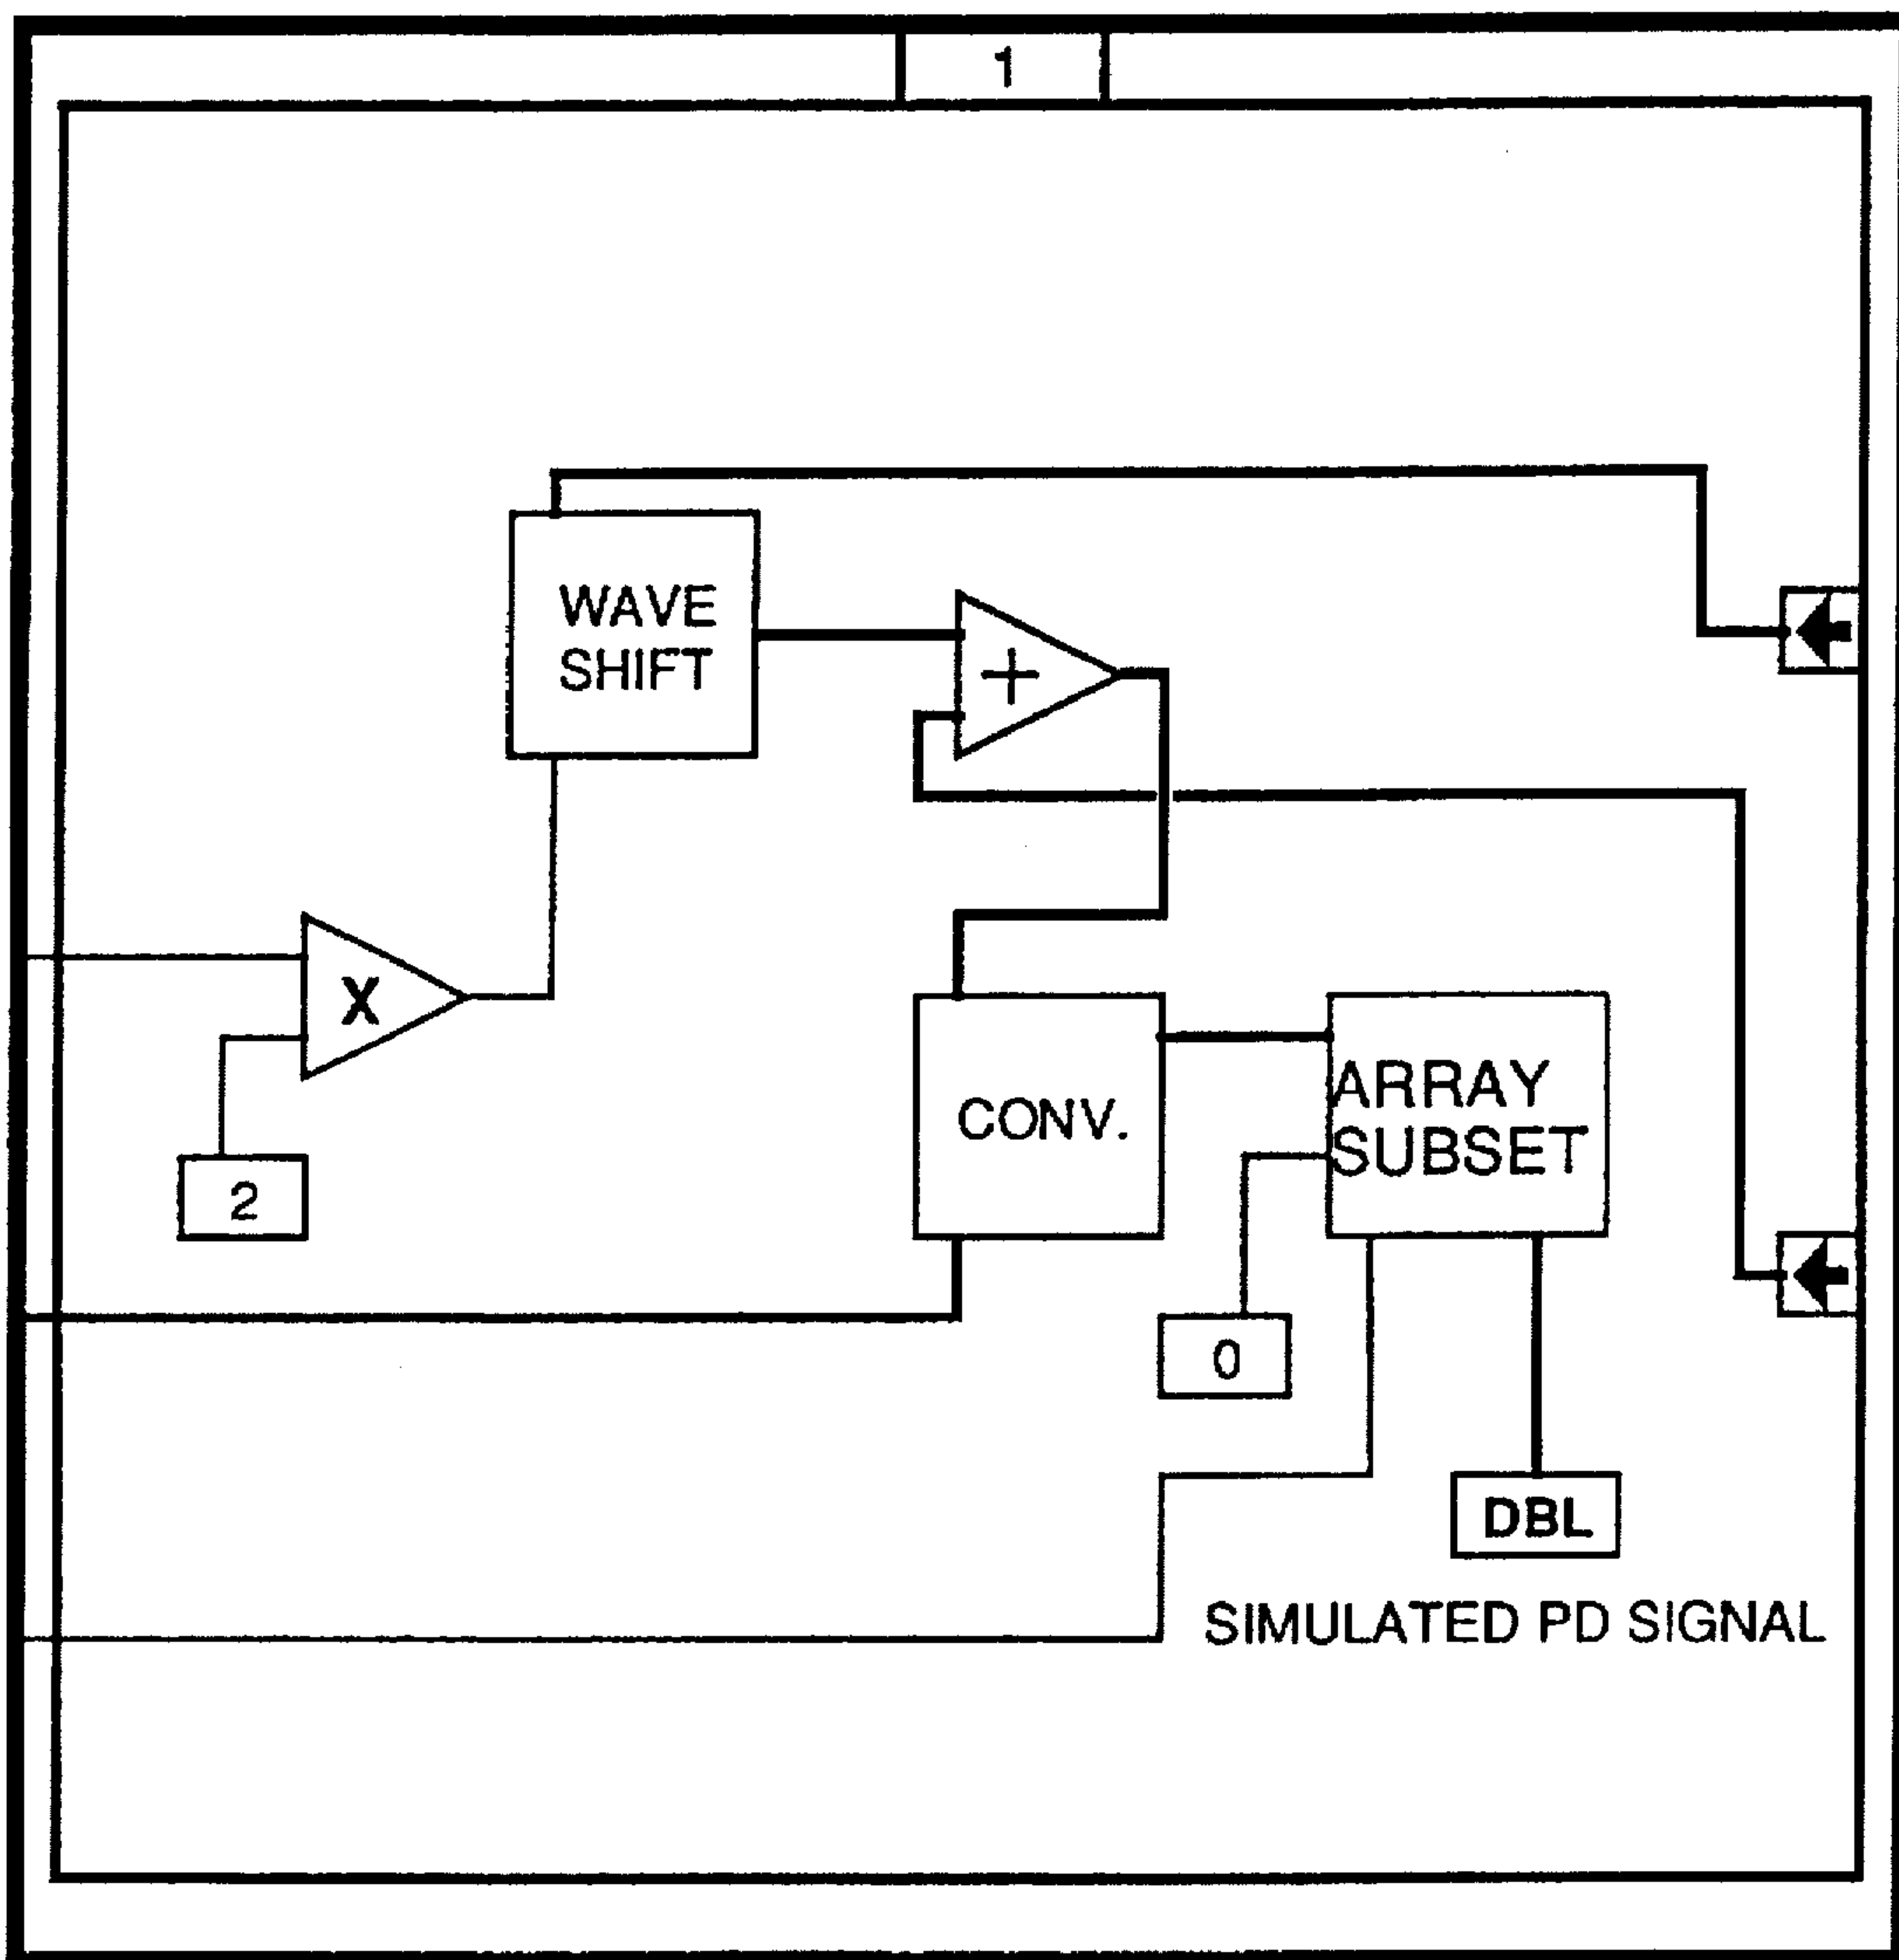 1
WAVE
SHIFT
+
X
2
CONV.
ARRAY
SUBSET
0
DBL
SIMULATED PD SIGNAL